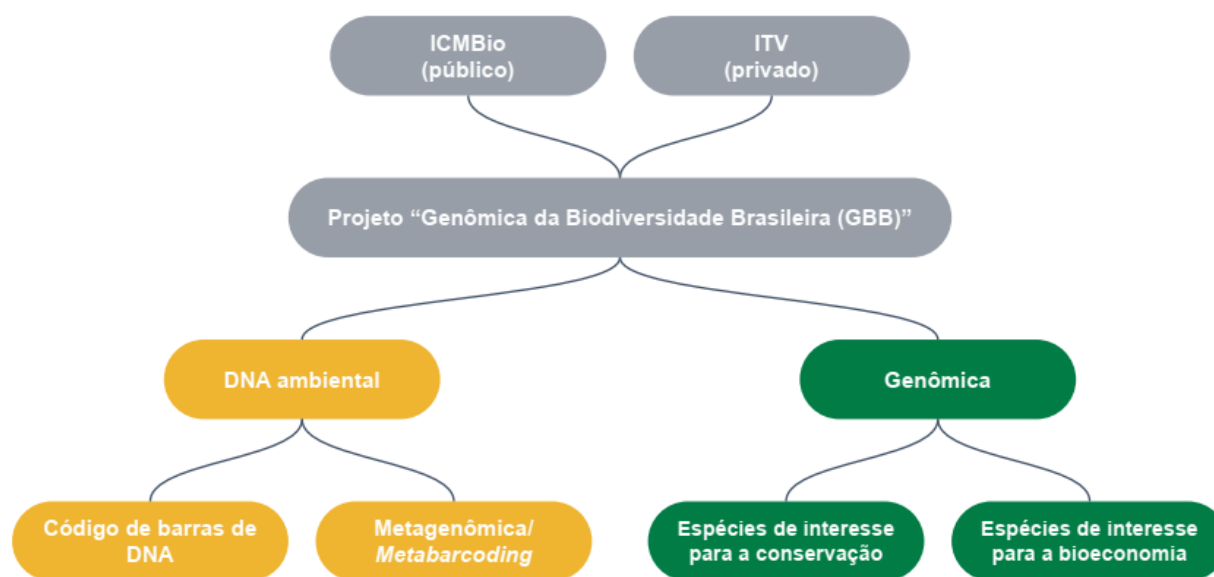 ICMBio
(público)
ITV
(privado)
Projeto “Genômica da Biodiversidade Brasileira (GBB)”
DNA ambiental
Genômica
Código de barras de
DNA
Metagenômica/
Metabarcoding
Espécies de interesse
para a conservação
Espécies de interesse
para a bioeconomia